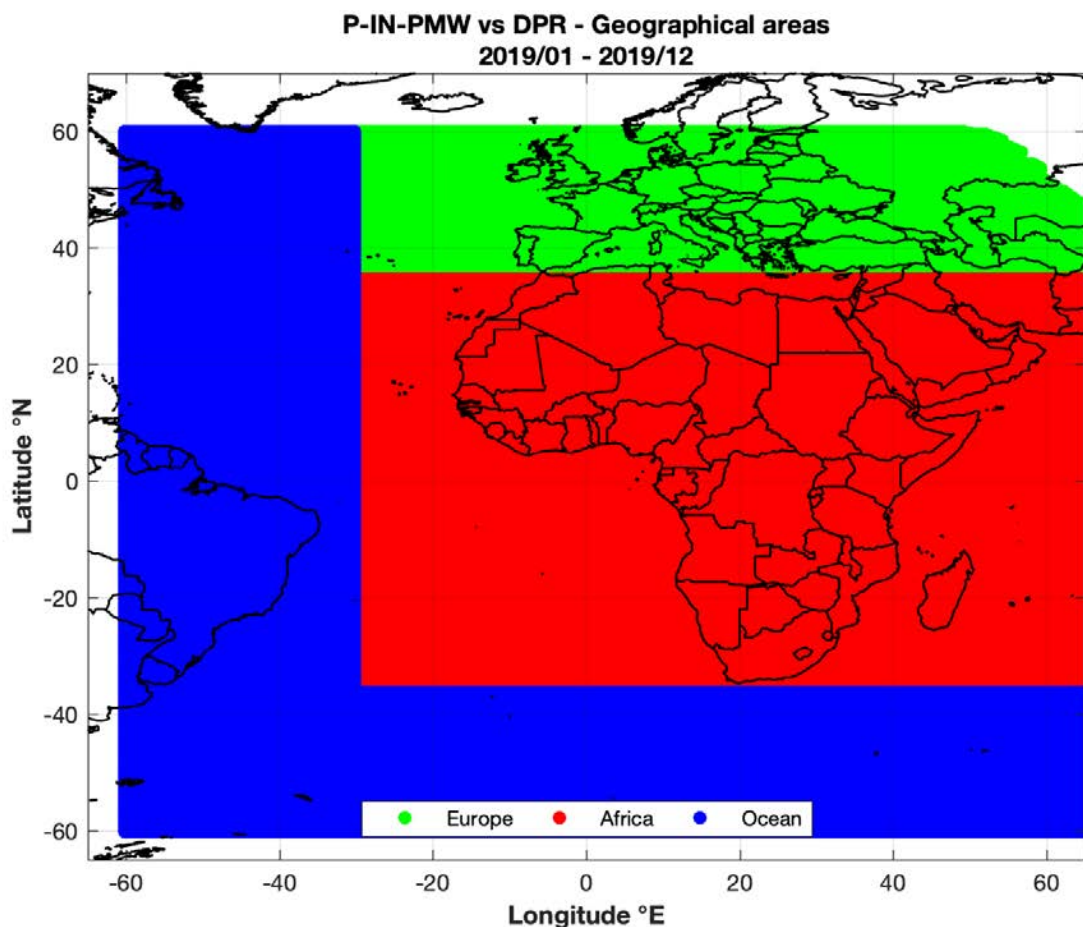 P-IN-PMW vs DPR - Geographical areas
2019/01 - 2019/12
60
40
20
0
-20
-40
-60
Latitude °N
Europe Africa Ocean
-60 -40 -20 0 20 40 60
Longitude °E